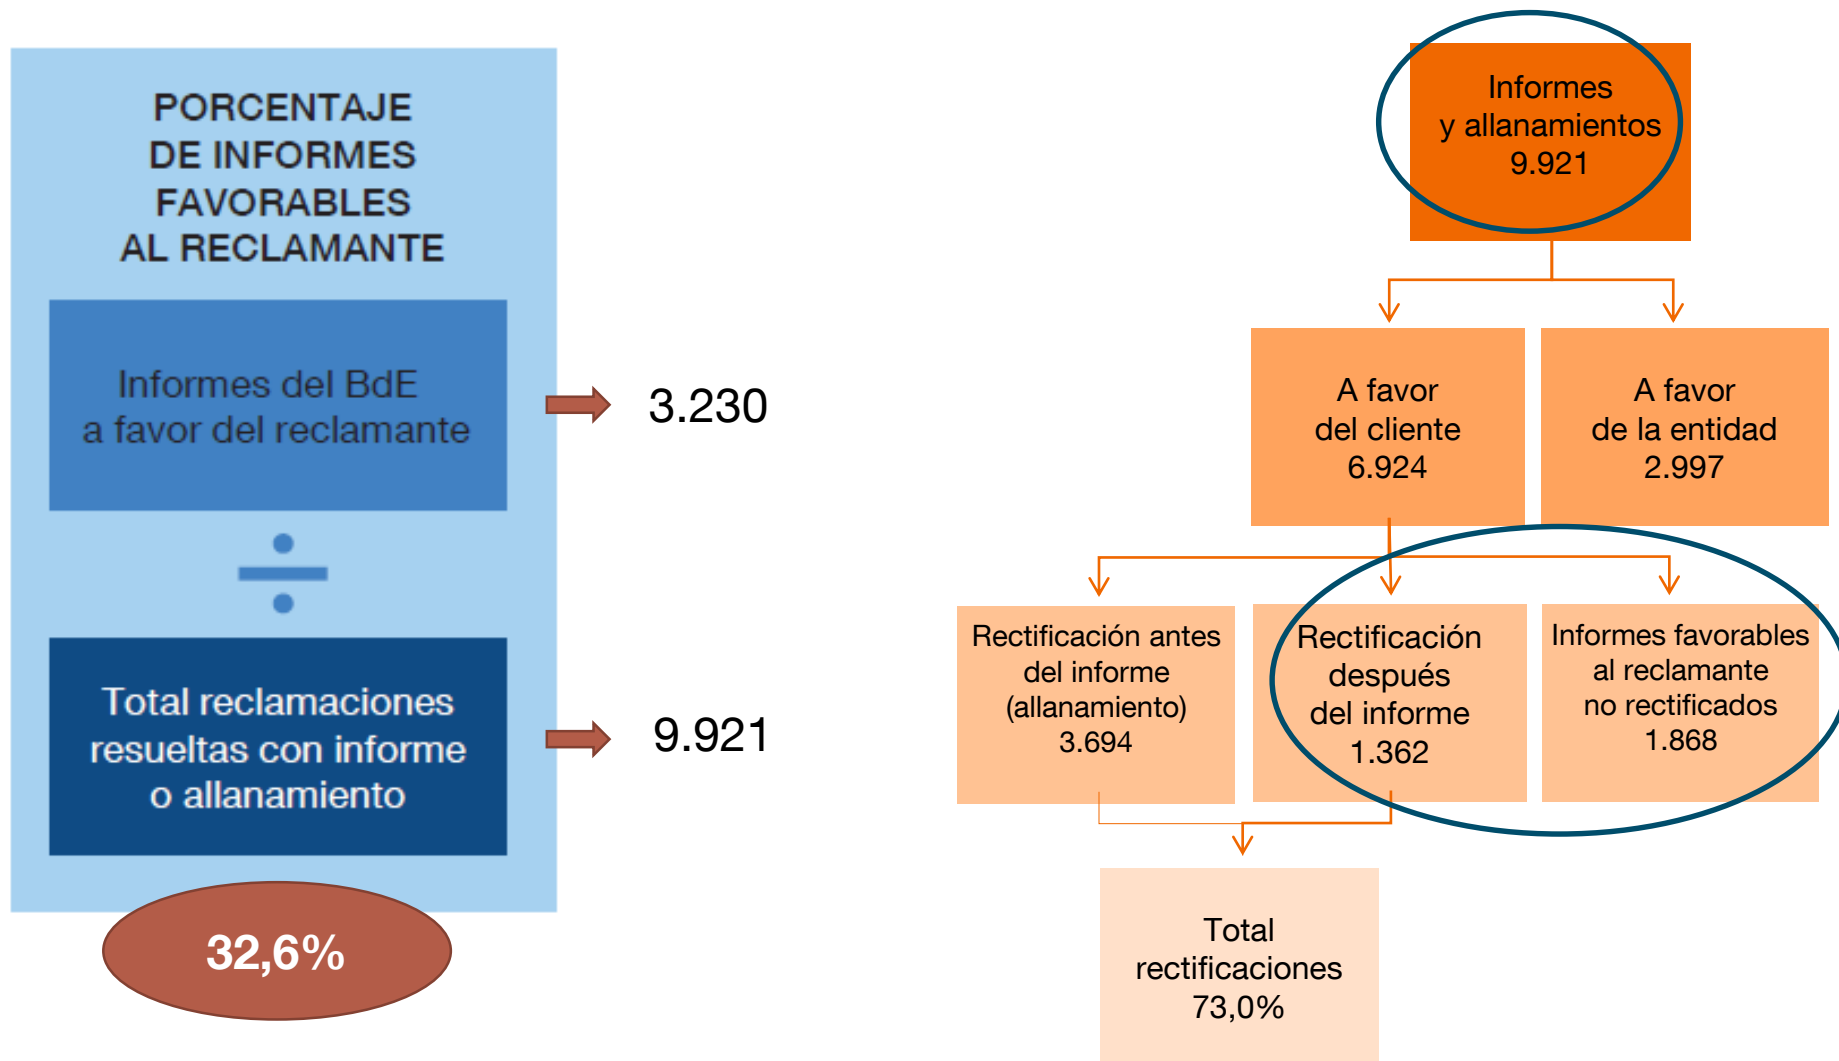 PORCENTAJE
DE INFORMES
FAVORABLES
AL RECLAMANTE
Informes del BdE
a favor del reclamante
3.230
Total reclamaciones
resueltas con informe
o allanamiento
9.921
32,6%
Informes
y allanamientos
9.921
A favor
del cliente
6.924
A favor
de la entidad
2.997
Rectificación antes
del informe
(allanamiento)
3.694
Rectificación
después
del informe
1.362
Informes favorables
al reclamante
no rectificados
1.868
Total
rectificaciones
73,0%